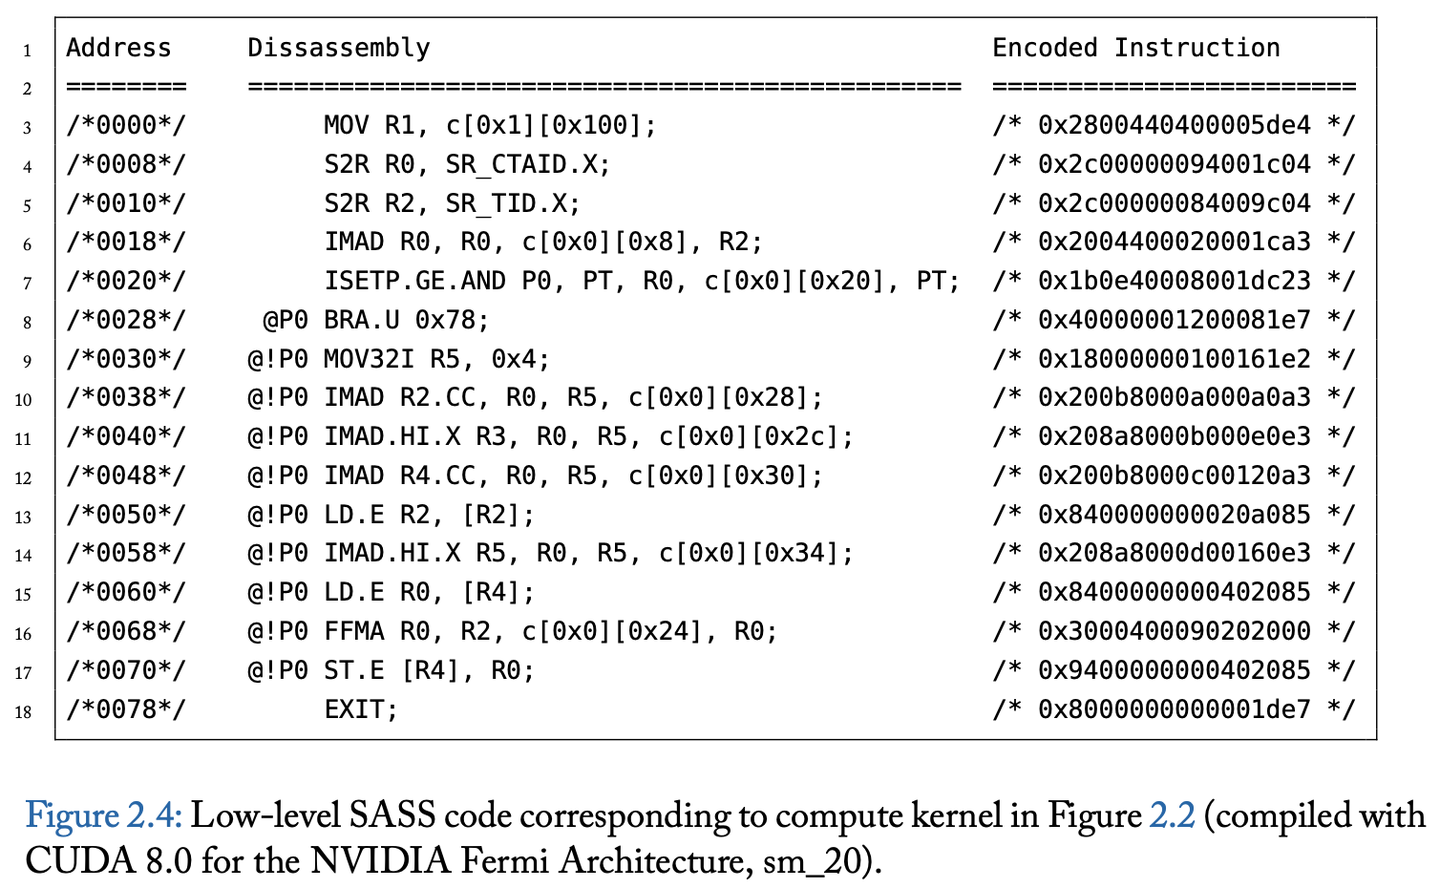 1 Address Dissassembly Encoded Instruction
2 ======== =============================================== ========================
3 /*0000*/ MOV R1, c[0x1][0x100]; /* 0x2800440400005de4 */
4 /*0008*/ S2R R0, SR_CTAID.X; /* 0x2c00000094001c04 */
5 /*0010*/ S2R R2, SR_TID.X; /* 0x2c00000084009c04 */
6 /*0018*/ IMAD R0, R0, c[0x0][0x8], R2; /* 0x2004400020001ca3 */
7 /*0020*/ ISETP.GE.AND P0, PT, R0, c[0x0][0x20], PT; /* 0x1b0e40008001dc23 */
8 /*0028*/ @P0 BRA.U 0x78; /* 0x40000001200081e7 */
9 /*0030*/ @!P0 MOV32I R5, 0x4; /* 0x18000000100161e2 */
10 /*0038*/ @!P0 IMAD R2.CC, R0, R5, c[0x0][0x28]; /* 0x200b8000a000a0a3 */
11 /*0040*/ @!P0 IMAD.HI.X R3, R0, R5, c[0x0][0x2c]; /* 0x208a8000b000e0e3 */
12 /*0048*/ @!P0 IMAD R4.CC, R0, R5, c[0x0][0x30]; /* 0x200b8000c00120a3 */
13 /*0050*/ @!P0 LD.E R2, [R2]; /* 0x840000000020a085 */
14 /*0058*/ @!P0 IMAD.HI.X R5, R0, R5, c[0x0][0x34]; /* 0x208a8000d00160e3 */
15 /*0060*/ @!P0 LD.E R0, [R4]; /* 0x8400000000402085 */
16 /*0068*/ @!P0 FFMA R0, R2, c[0x0][0x24], R0; /* 0x3000400090202000 */
17 /*0070*/ @!P0 ST.E [R4], R0; /* 0x9400000000402085 */
18 /*0078*/ EXIT; /* 0x8000000000001de7 */
Figure 2.4: Low-level SASS code corresponding to compute kernel in Figure 2.2 (compiled with
CUDA 8.0 for the NVIDIA Fermi Architecture, sm_20).